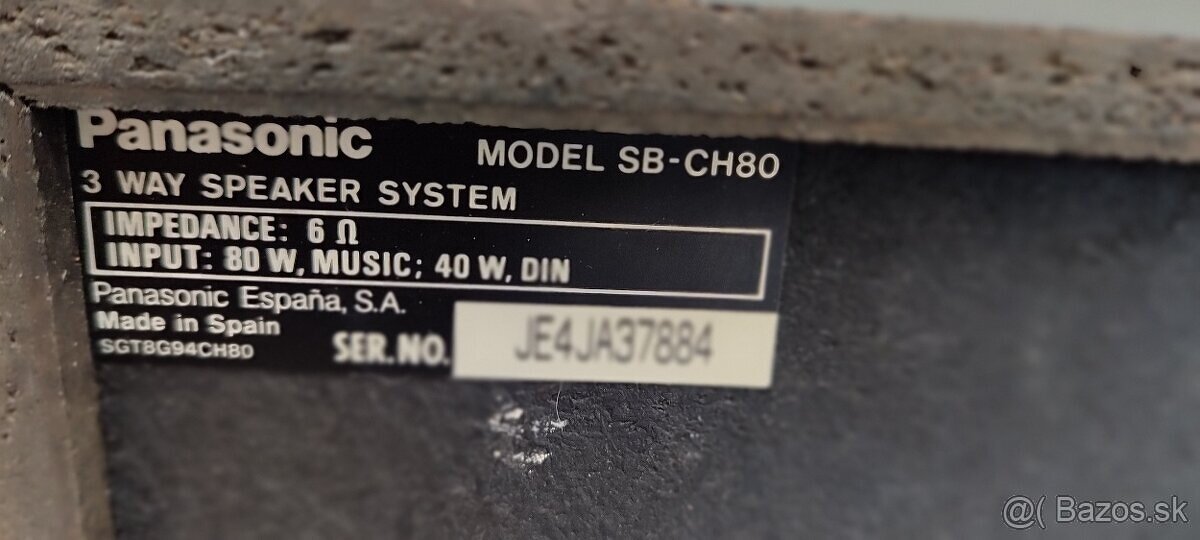 Panasonic
MODEL SB-CH80
3 WAY SPEAKER SYSTEM
IMPEDANCE: 6 Ω
INPUT: 80 W, MUSIC; 40 W, DIN
Panasonic España, S.A.
Made in Spain
SGT8G94CH80
SER.NO. JE4JA37884
@( Bazos.sk